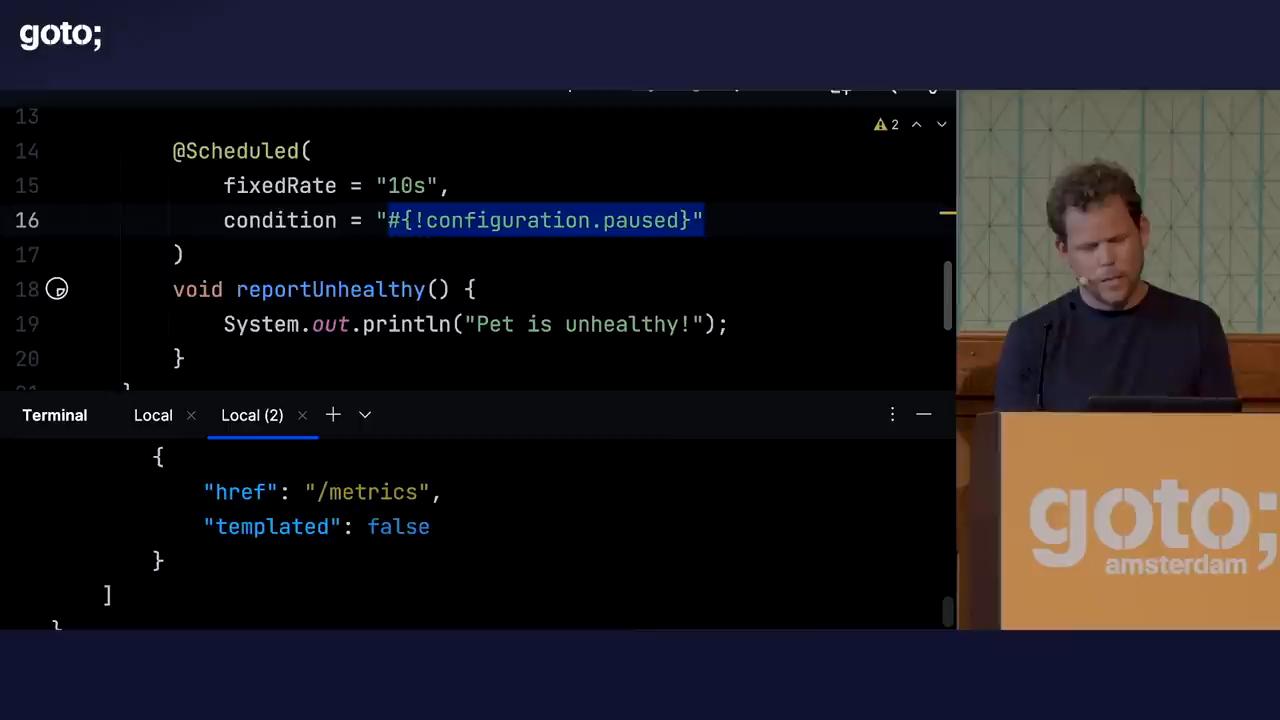 goto;
13
14 @Scheduled(
2
15 fixedRate = "10s",
16 condition = "#{!configuration.paused}"
17 )
18 void reportUnhealthy() {
19 System.out.println("Pet is unhealthy!");
20 }
}
Terminal Local Local (2)
{
"href": "/metrics",
"templated": false
}
]
}
goto;
amsterdam